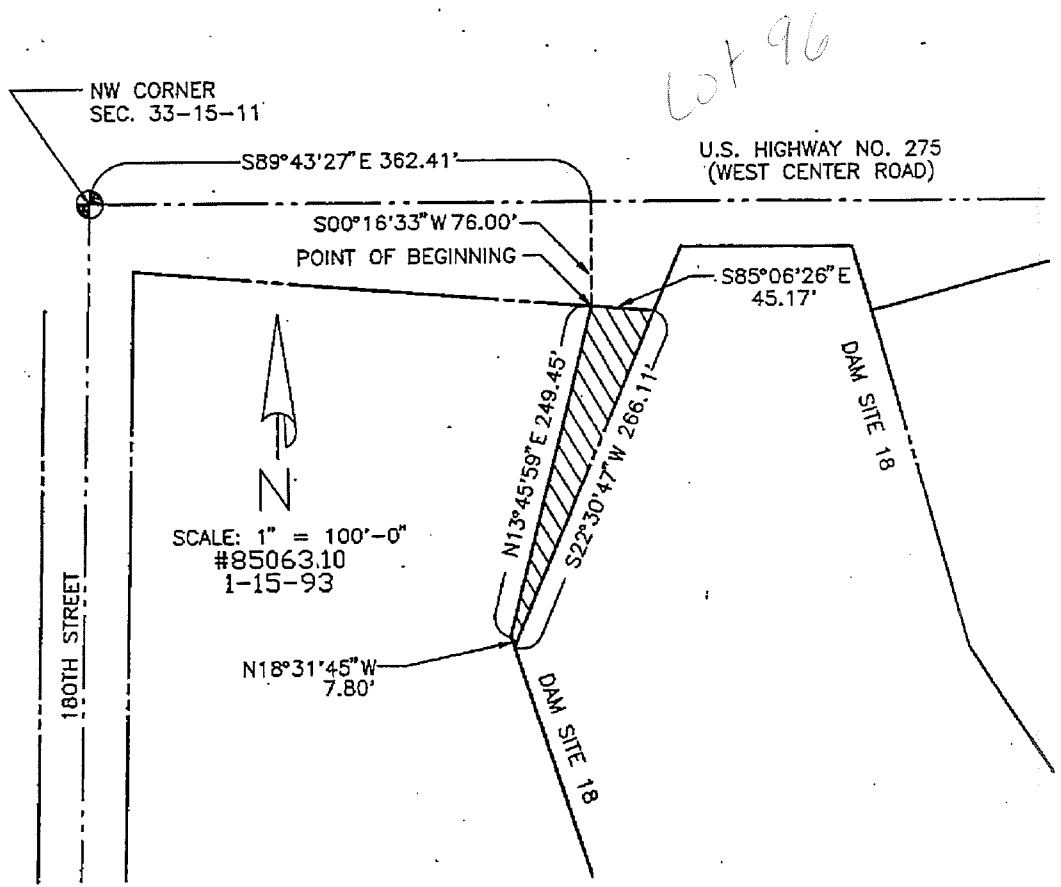 Lot 96
NW CORNER
SEC. 33-15-11
S89°43'27"E 362.41'
U.S. HIGHWAY NO. 275
(WEST CENTER ROAD)
S00°16'33"W 76.00'
POINT OF BEGINNING
S85°06'26"E
45.17'
N13°45'59"E 249.45'
S22°30'47"W 266.11'
DAM SITE 18
N
SCALE: 1" = 100'-0"
#85063.10
1-15-93
180TH STREET
N18°31'45"W
7.80'
DAM SITE 18